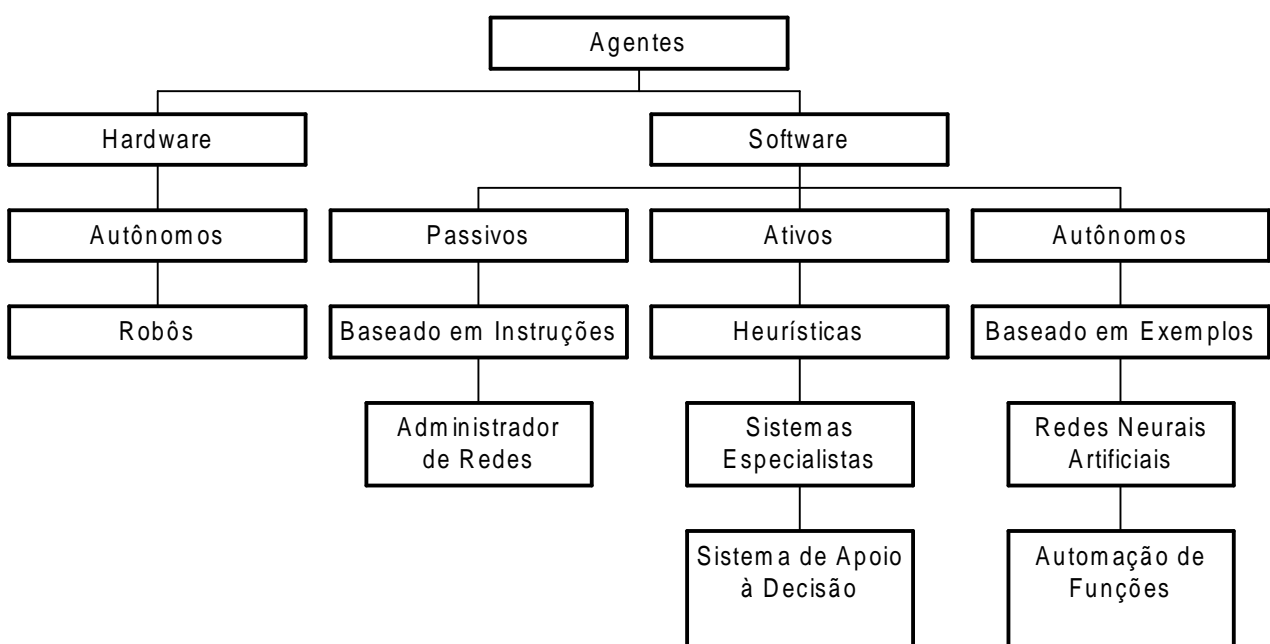 Agentes
Hardware
Software
Autônomos
Passivos
Ativos
Autônomos
Robôs
Baseado em Instruções
Heurísticas
Baseado em Exemplos
Administrador
de Redes
Sistemas
Especialistas
Redes Neurais
Artificiais
Sistema de Apoio
à Decisão
Automação de
Funções